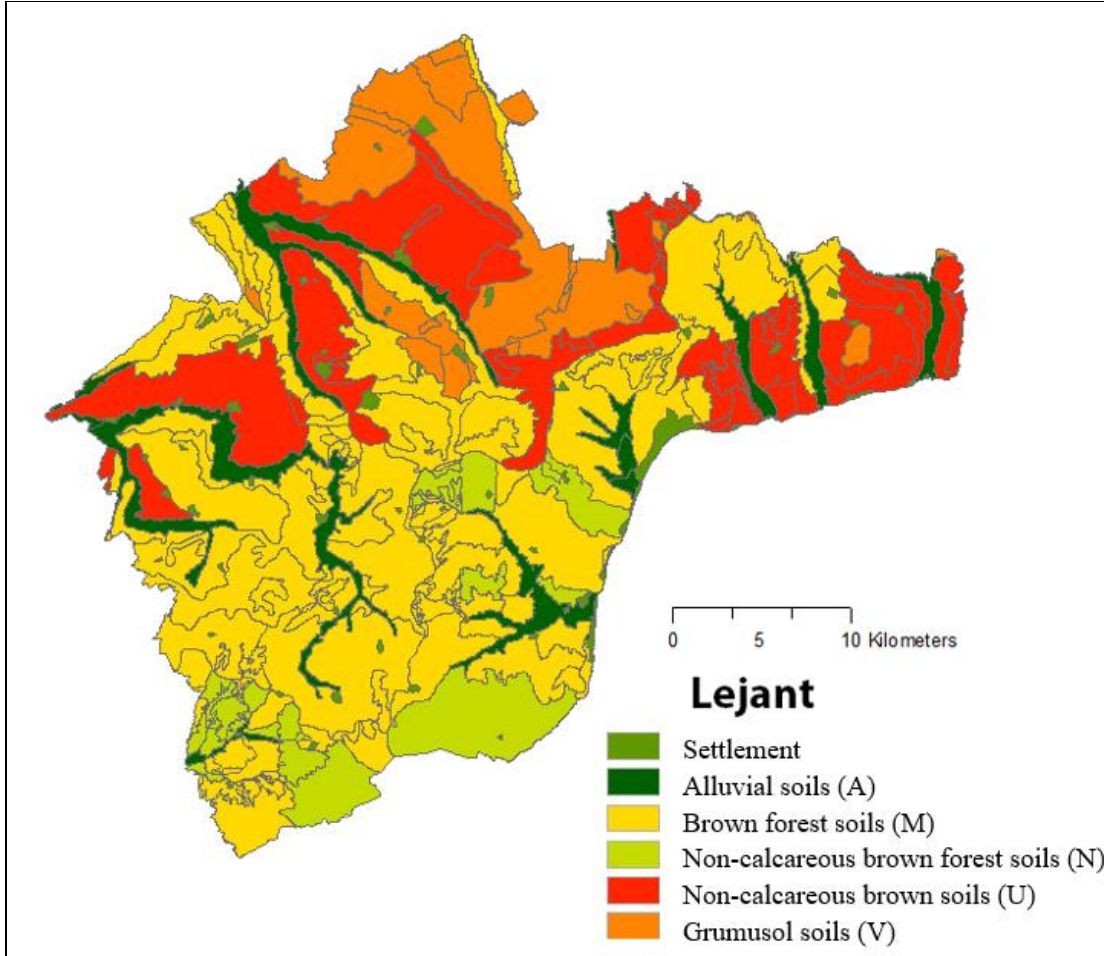 0 5 10 Kilometers
Lejant
Settlement
Alluvial soils (A)
Brown forest soils (M)
Non-calcareous brown forest soils (N)
Non-calcareous brown soils (U)
Grumusol soils (V)